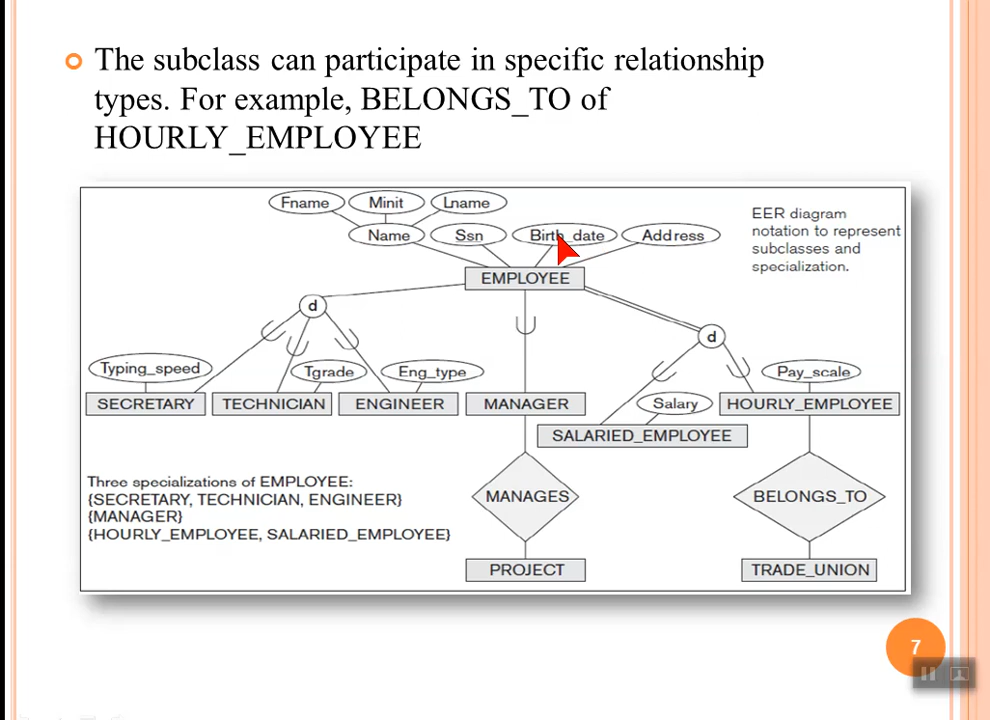 The subclass can participate in specific relationship
types. For example, BELONGS_TO of
HOURLY_EMPLOYEE
Fname
Minit
Lname
Name
Ssn
Birth_date
Address
EER diagram
notation to represent
subclasses and
specialization.
EMPLOYEE
d
d
Typing_speed
Tgrade
Eng_type
Pay_scale
SECRETARY
TECHNICIAN
ENGINEER
MANAGER
Salary
HOURLY_EMPLOYEE
SALARIED_EMPLOYEE
Three specializations of EMPLOYEE:
{SECRETARY, TECHNICIAN, ENGINEER}
{MANAGER}
{HOURLY_EMPLOYEE, SALARIED_EMPLOYEE}
MANAGES
BELONGS_TO
PROJECT
TRADE_UNION
7